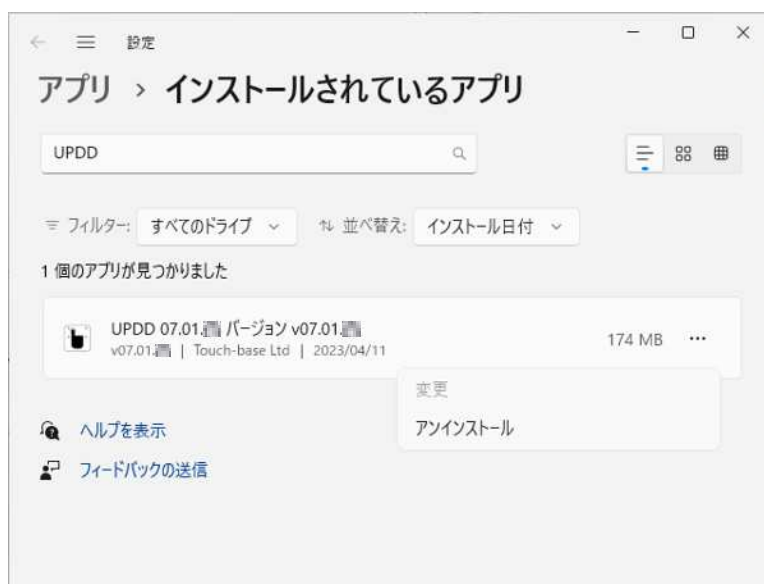 設定
アプリ › インストールされているアプリ
UPDD
フィルター: すべてのドライブ 並べ替え: インストール日付
1 個のアプリが見つかりました
UPDD 07.01. バージョン v07.01.
v07.01. | Touch-base Ltd | 2023/04/11
174 MB
変更
アンインストール
ヘルプを表示
フィードバックの送信